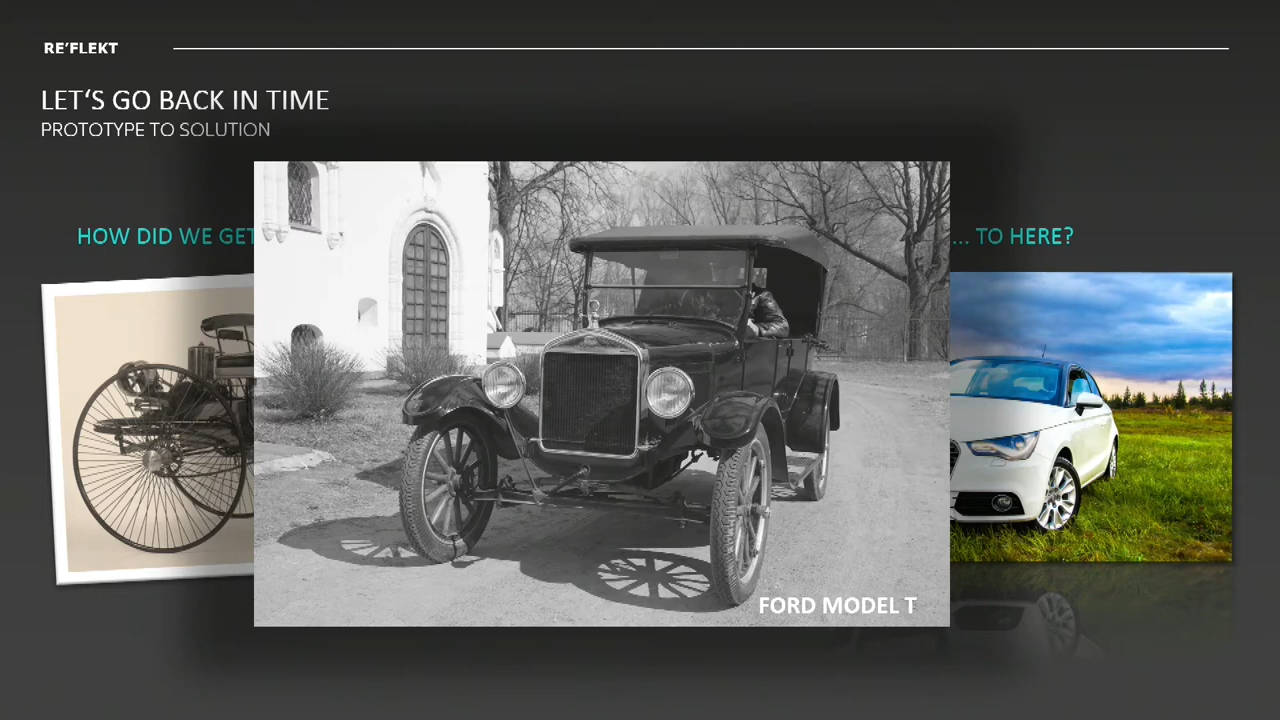 RE'FLEKT
LET'S GO BACK IN TIME
PROTOTYPE TO SOLUTION
HOW DID WE GET
... TO HERE?
FORD MODEL T